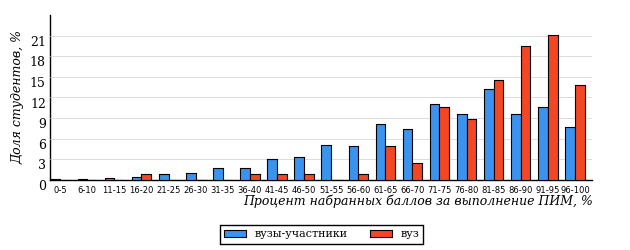 Доля студентов, %
21
18
15
12
9
6
3
0
0-5 6-10 11-15 16-20 21-25 26-30 31-35 36-40 41-45 46-50 51-55 56-60 61-65 66-70 71-75 76-80 81-85 86-90 91-95 96-100
Процент набранных баллов за выполнение ПИМ, %
вузы-участники вуз